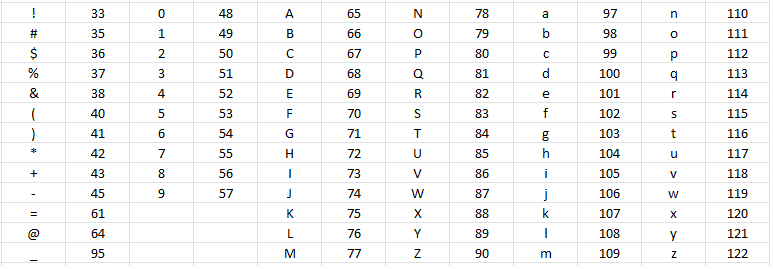 ! 33 0 48 A 65 N 78 a 97 n 110
# 35 1 49 B 66 O 79 b 98 o 111
$ 36 2 50 C 67 P 80 c 99 p 112
% 37 3 51 D 68 Q 81 d 100 q 113
& 38 4 52 E 69 R 82 e 101 r 114
( 40 5 53 F 70 S 83 f 102 s 115
) 41 6 54 G 71 T 84 g 103 t 116
* 42 7 55 H 72 U 85 h 104 u 117
+ 43 8 56 I 73 V 86 i 105 v 118
- 45 9 57 J 74 W 87 j 106 w 119
= 61 K 75 X 88 k 107 x 120
@ 64 L 76 Y 89 l 108 y 121
_ 95 M 77 Z 90 m 109 z 122